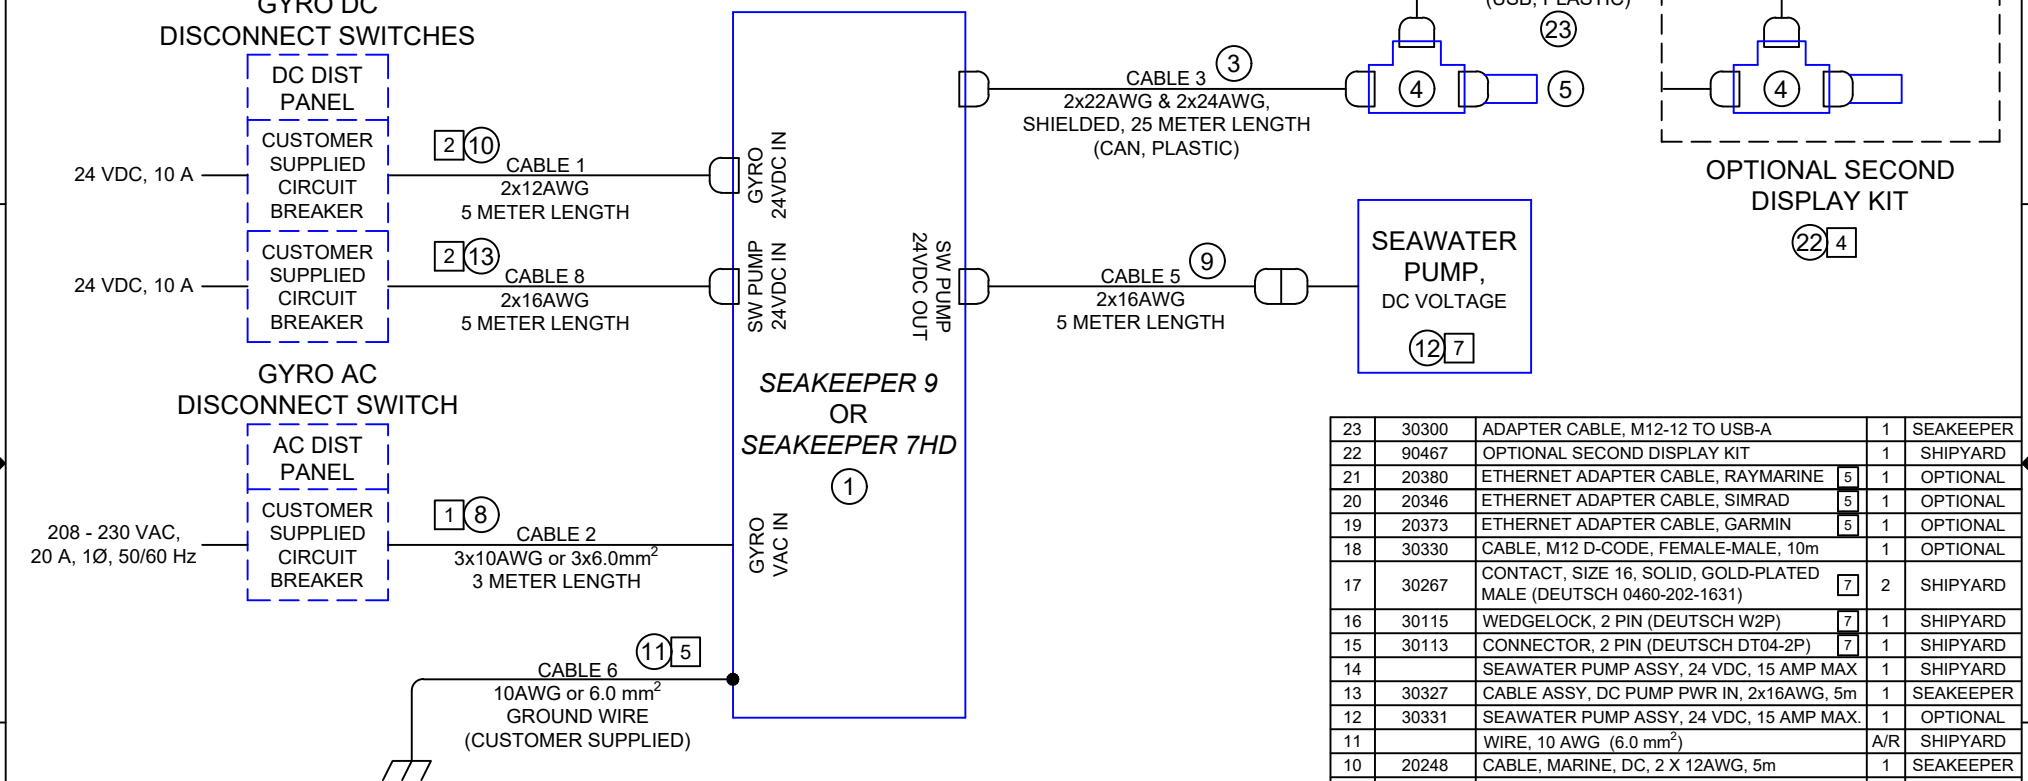 GYRO DC
DISCONNECT SWITCHES
DC DIST
PANEL
CUSTOMER
SUPPLIED
CIRCUIT
BREAKER
24 VDC, 10 A
2 10
CABLE 1
2x12AWG
5 METER LENGTH
GYRO
24VDC IN
CUSTOMER
SUPPLIED
CIRCUIT
BREAKER
24 VDC, 10 A
2 13
CABLE 8
2x16AWG
5 METER LENGTH
SW PUMP
24VDC IN
GYRO AC
DISCONNECT SWITCH
AC DIST
PANEL
CUSTOMER
SUPPLIED
CIRCUIT
BREAKER
208 - 230 VAC,
20 A, 1Ø, 50/60 Hz
1 8
CABLE 2
3x10AWG or 3x6.0mm²
3 METER LENGTH
GYRO
VAC IN
11 5
CABLE 6
10AWG or 6.0 mm²
GROUND WIRE
(CUSTOMER SUPPLIED)
SEAKEEPER 9
OR
SEAKEEPER 7HD
1
SW PUMP
24VDC OUT
3
CABLE 3
2x22AWG & 2x24AWG,
SHIELDED, 25 METER LENGTH
(CAN, PLASTIC)
4
5
(USB, PLASTIC)
23
4
OPTIONAL SECOND
DISPLAY KIT
22 4
9
CABLE 5
2x16AWG
5 METER LENGTH
SEAWATER
PUMP,
DC VOLTAGE
12 7
23 30300 ADAPTER CABLE, M12-12 TO USB-A 1 SEAKEEPER
22 90467 OPTIONAL SECOND DISPLAY KIT 1 SHIPYARD
21 20380 ETHERNET ADAPTER CABLE, RAYMARINE 5 1 OPTIONAL
20 20346 ETHERNET ADAPTER CABLE, SIMRAD 5 1 OPTIONAL
19 20373 ETHERNET ADAPTER CABLE, GARMIN 5 1 OPTIONAL
18 30330 CABLE, M12 D-CODE, FEMALE-MALE, 10m 1 OPTIONAL
17 30267 CONTACT, SIZE 16, SOLID, GOLD-PLATED
MALE (DEUTSCH 0460-202-1631) 7 2 SHIPYARD
16 30115 WEDGELOCK, 2 PIN (DEUTSCH W2P) 7 1 SHIPYARD
15 30113 CONNECTOR, 2 PIN (DEUTSCH DT04-2P) 7 1 SHIPYARD
14 SEAWATER PUMP ASSY, 24 VDC, 15 AMP MAX 1 SHIPYARD
13 30327 CABLE ASSY, DC PUMP PWR IN, 2x16AWG, 5m 1 SEAKEEPER
12 30331 SEAWATER PUMP ASSY, 24 VDC, 15 AMP MAX. 1 OPTIONAL
11 WIRE, 10 AWG (6.0 mm²) A/R SHIPYARD
10 20248 CABLE, MARINE, DC, 2 X 12AWG, 5m 1 SEAKEEPER